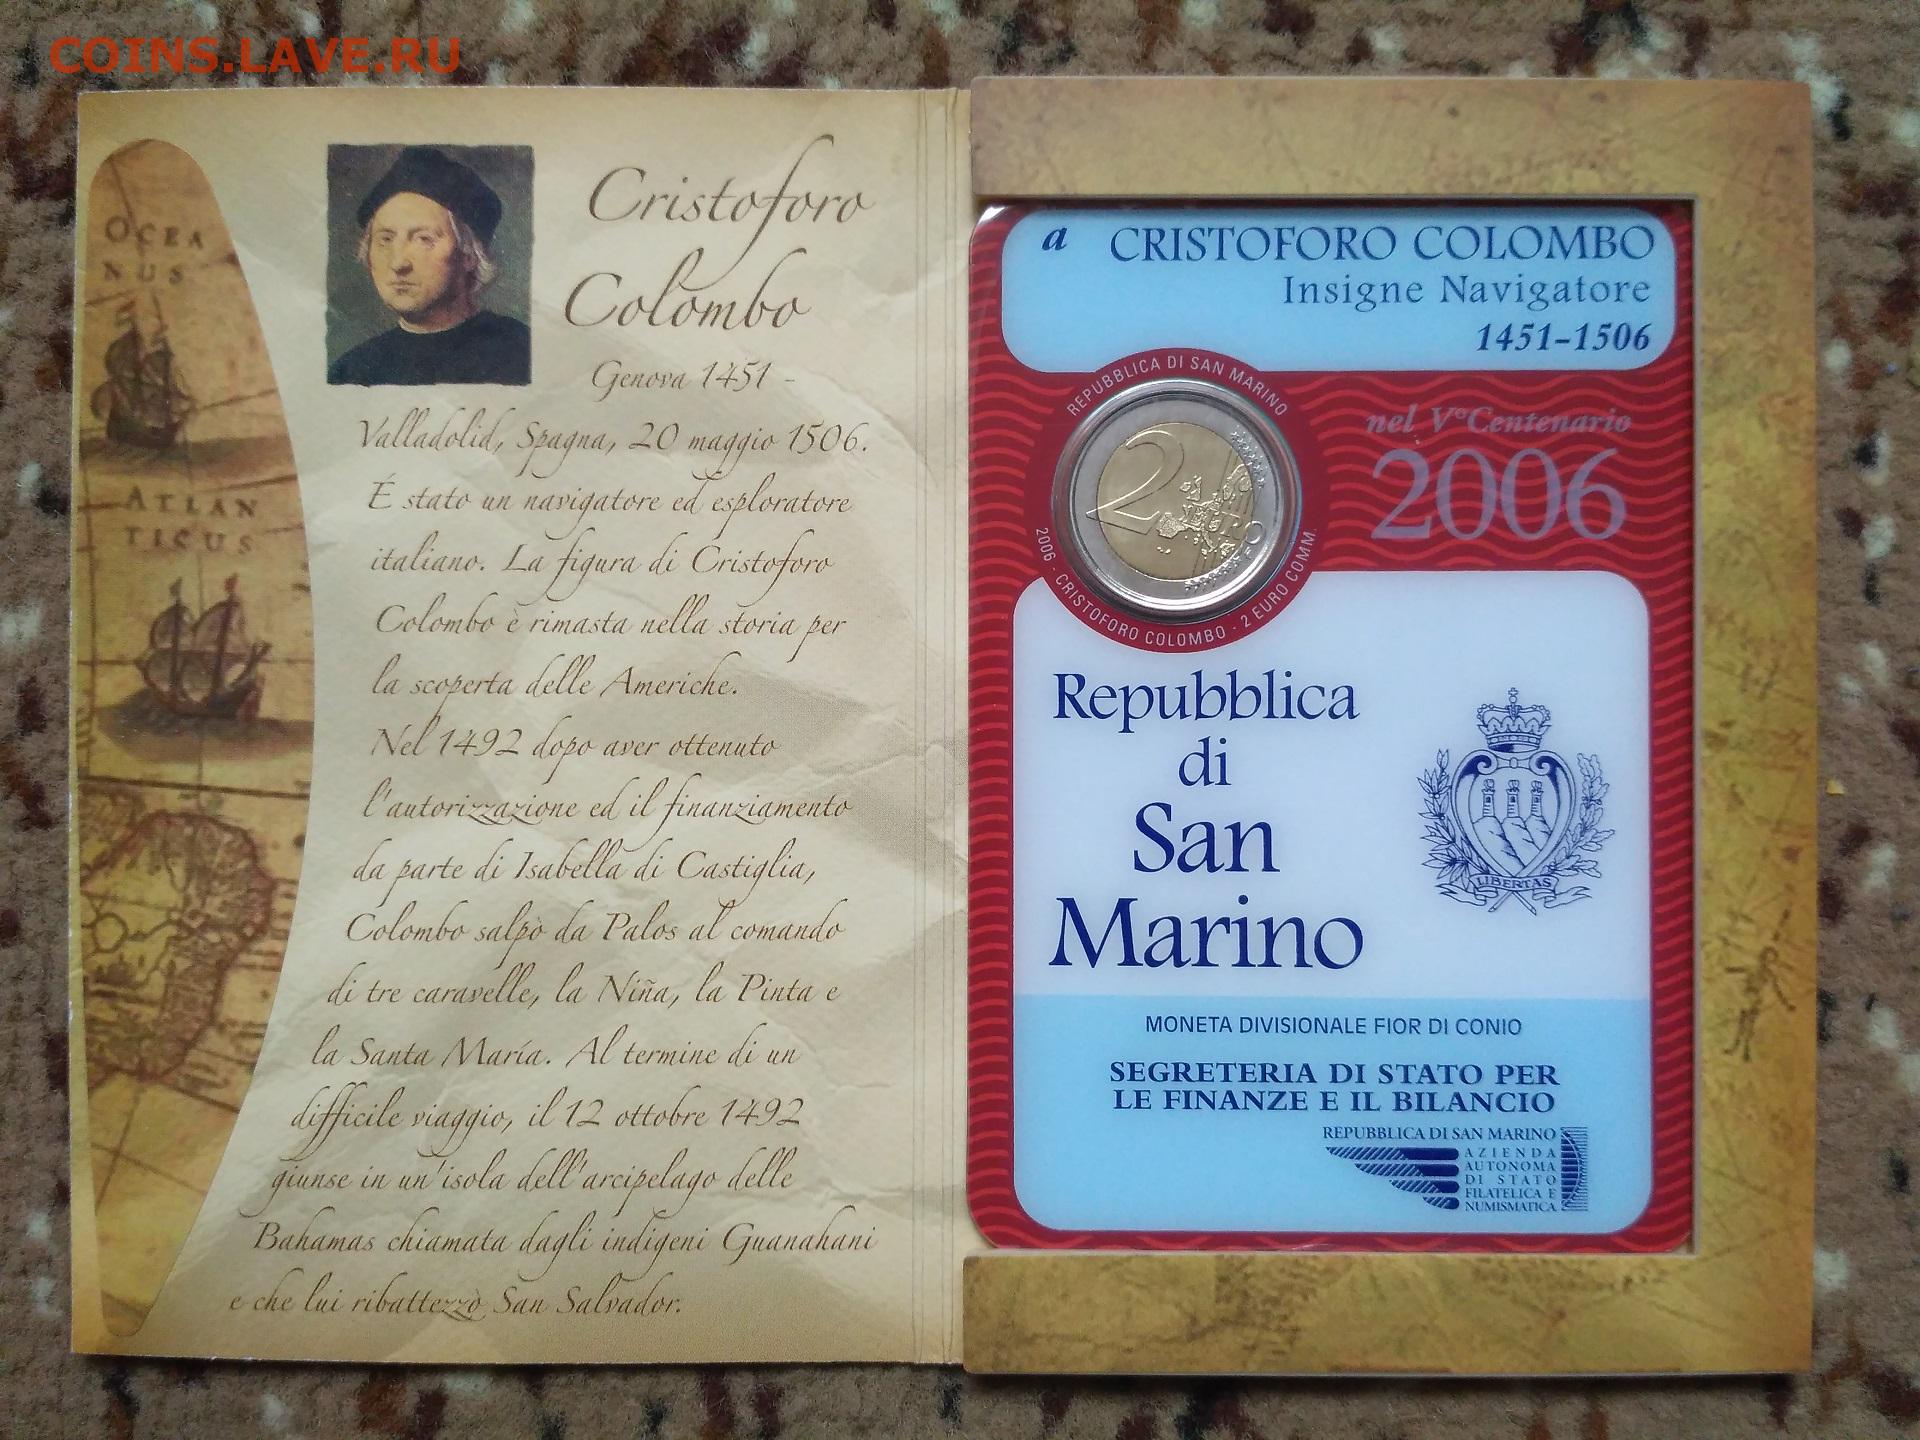 COINS.LAVE.RU
OCEA
NUS
ATLAN
TICUS
Cristoforo
Colombo
Genova 1451 -
Valladolid, Spagna, 20 maggio 1506.
É stato un navigatore ed esploratore
italiano. La figura di Cristoforo
Colombo è rimasta nella storia per
la scoperta delle Americhe.
Nel 1492 dopo aver ottenuto
l'autorizzazione ed il finanziamento
da parte di Isabella di Castiglia,
Colombo salpò da Palos al comando
di tre caravelle, la Niña, la Pinta e
la Santa María. Al termine di un
difficile viaggio, il 12 ottobre 1492
giunse in un'isola dell'arcipelago delle
Bahamas chiamata dagli indigeni Guanahani
e che lui ribattezzò San Salvador.
a CRISTOFORO COLOMBO
Insigne Navigatore
1451-1506
REPUBBLICA DI SAN MARINO
2006 - CRISTOFORO COLOMBO - 2 EURO COMM.
2 EURO
nel V° Centenario
2006
Repubblica
di
San
Marino
LIBERTAS
MONETA DIVISIONALE FIOR DI CONIO
SEGRETERIA DI STATO PER
LE FINANZE E IL BILANCIO
REPUBBLICA DI SAN MARINO
AZIENDA
AUTONOMA
DI STATO
FILATELICA E
NUMISMATICA